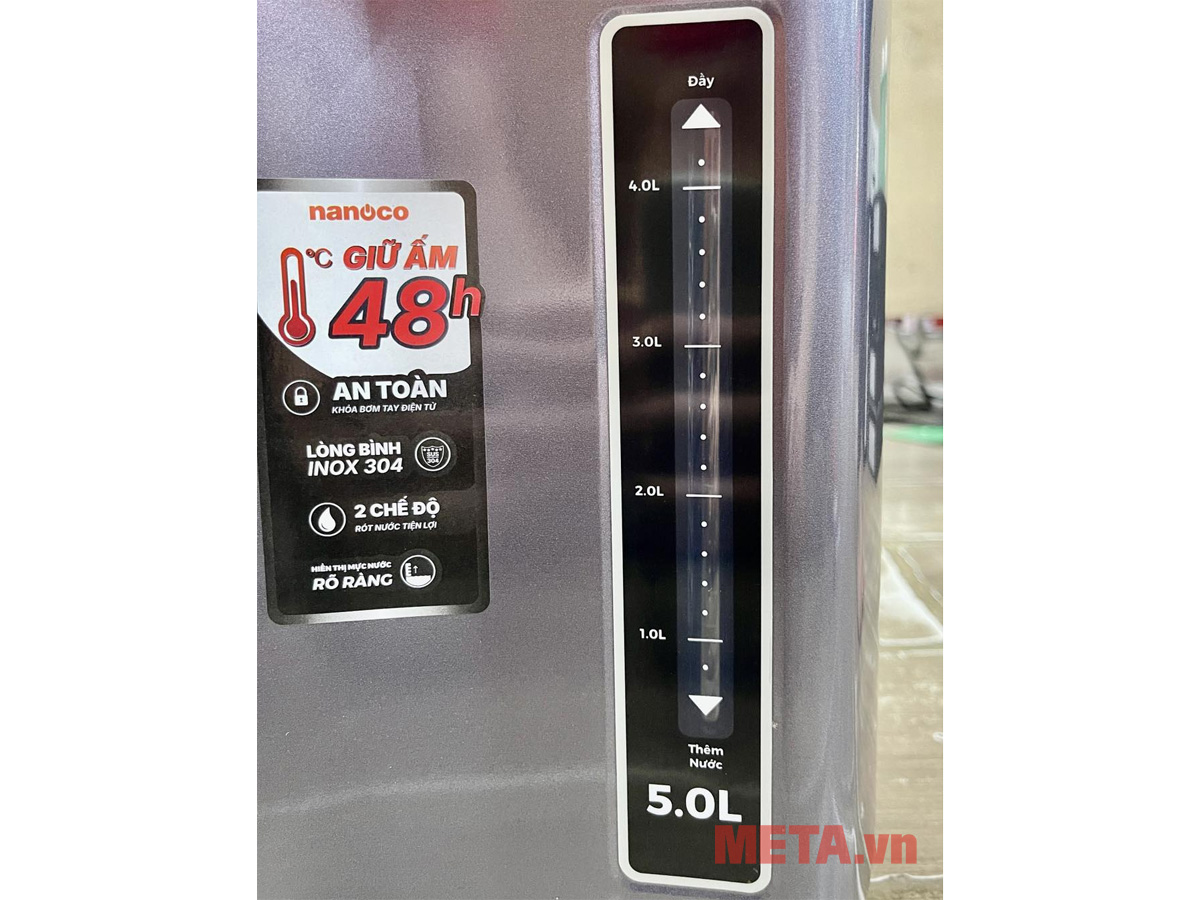 nanoco
°C GIỮ ẤM
48h
AN TOÀN
KHÓA BƠM TAY ĐIỆN TỬ
LÒNG BÌNH
INOX 304
SUS
304
2 CHẾ ĐỘ
RÓT NƯỚC TIỆN LỢI
HIỂN THỊ MỰC NƯỚC
RÕ RÀNG
Đầy
4.0L
3.0L
2.0L
1.0L
Thêm
Nước
5.0L
META.vn